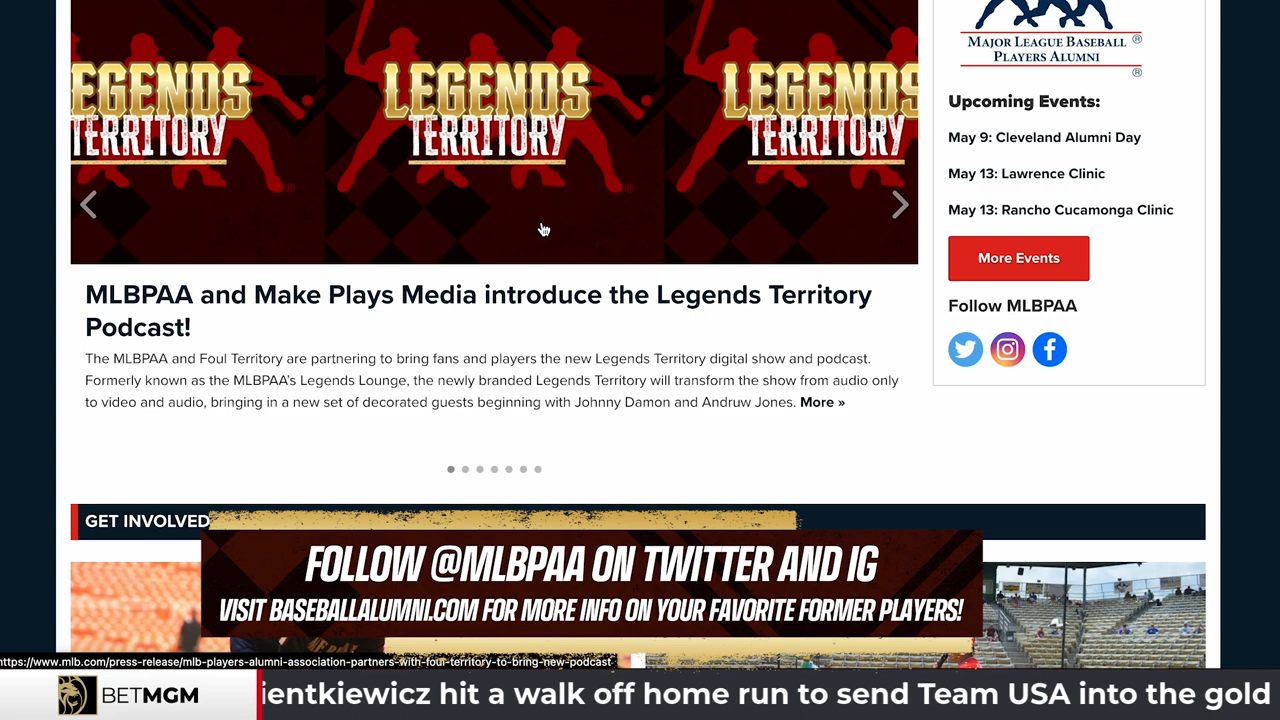 EGENDS
TERRITORY
LEGENDS
TERRITORY
LEGENDS
TERRITORY
MAJOR LEAGUE BASEBALL ®
PLAYERS ALUMNI
®
Upcoming Events:
May 9: Cleveland Alumni Day
May 13: Lawrence Clinic
May 13: Rancho Cucamonga Clinic
More Events
Follow MLBPAA
MLBPAA and Make Plays Media introduce the Legends Territory
Podcast!
The MLBPAA and Foul Territory are partnering to bring fans and players the new Legends Territory digital show and podcast.
Formerly known as the MLBPAA's Legends Lounge, the newly branded Legends Territory will transform the show from audio only
to video and audio, bringing in a new set of decorated guests beginning with Johnny Damon and Andruw Jones. More »
GET INVOLVED
FOLLOW @MLBPAA ON TWITTER AND IG
VISIT BASEBALLALUMNI.COM FOR MORE INFO ON YOUR FAVORITE FORMER PLAYERS!
https://www.mlb.com/press-release/mlb-players-alumni-association-partners-with-foul-territory-to-bring-new-podcast
BETMGM
ientkiewicz hit a walk off home run to send Team USA into the gold